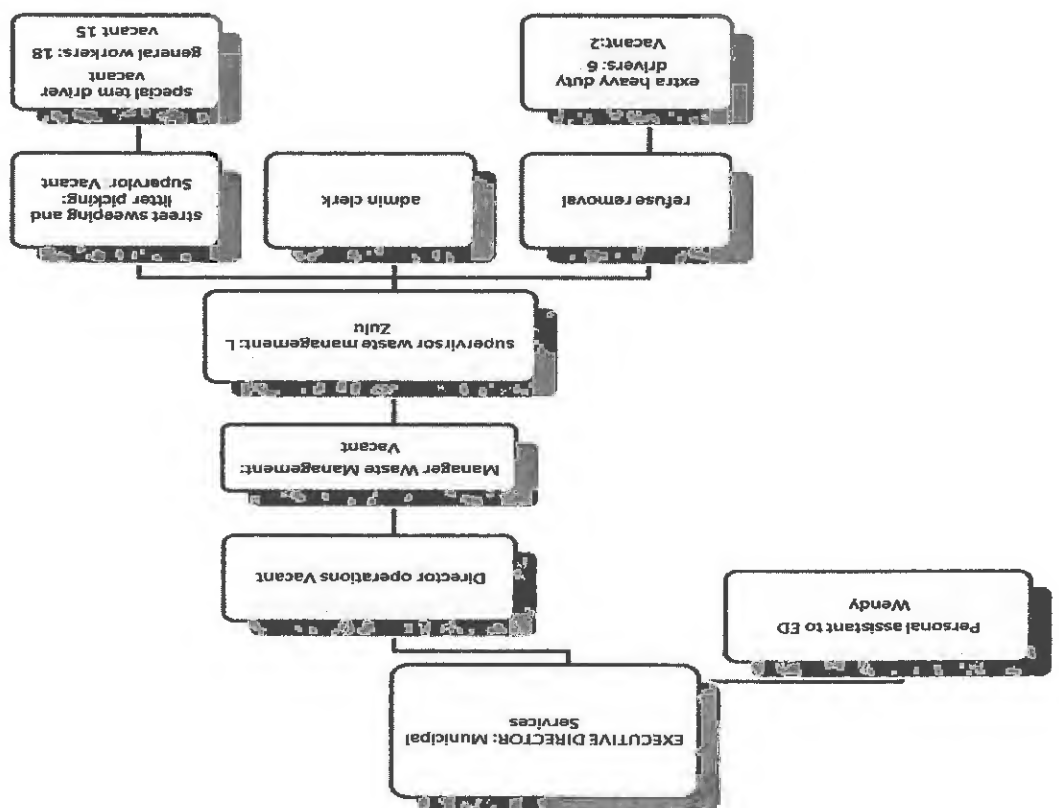 EXECUTIVE DIRECTOR: Municipal
Services
Personal assistant to ED
Wendy
Director operations Vacant
Manager Waste Management:
Vacant
supervirsor waste management: L
Zulu
refuse removal
admin clerk
street sweeping and
litter picking:
Supervior. Vacant
extra heavy duty
drivers: 6
Vacant:2
special tem driver
vacant
general workers: 18
vacant 15